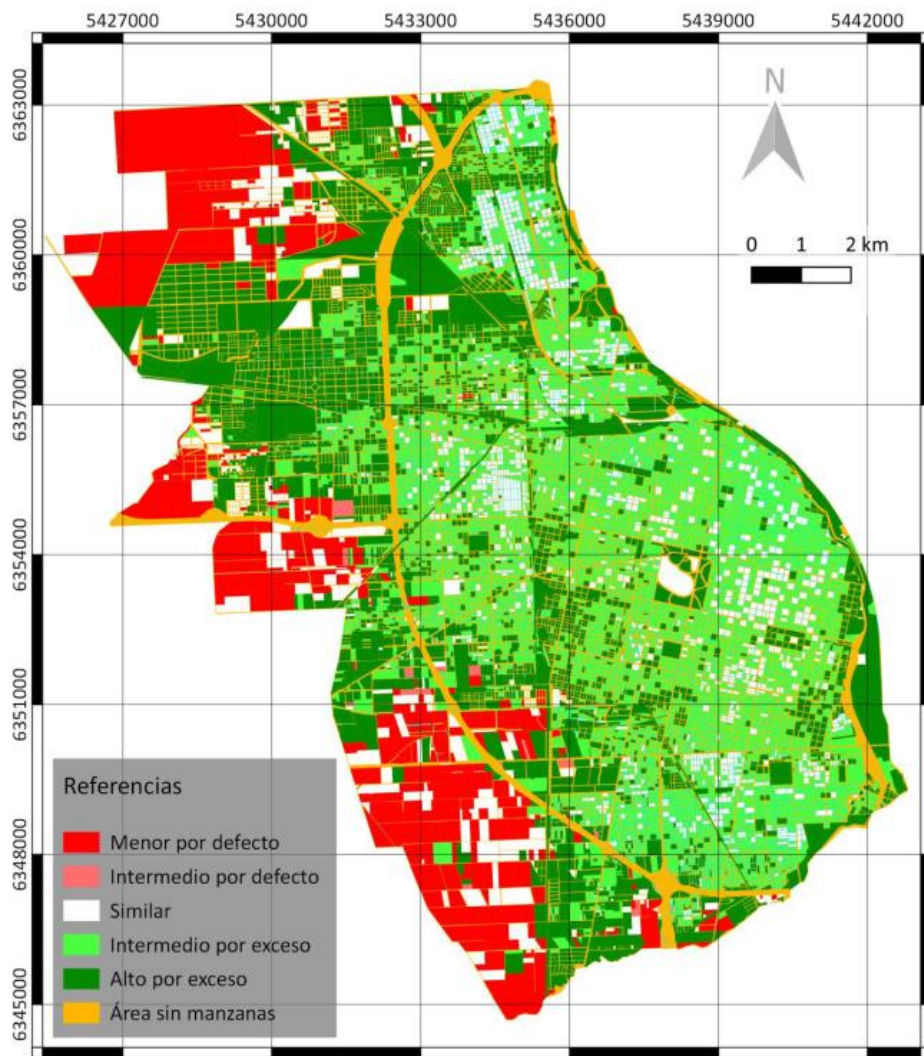 5427000 5430000 5433000 5436000 5439000 5442000
6363000
N
0 1 2 km
6360000
6357000
6354000
6351000
6348000
6345000
Referencias
Menor por defecto
Intermedio por defecto
Similar
Intermedio por exceso
Alto por exceso
Área sin manzanas